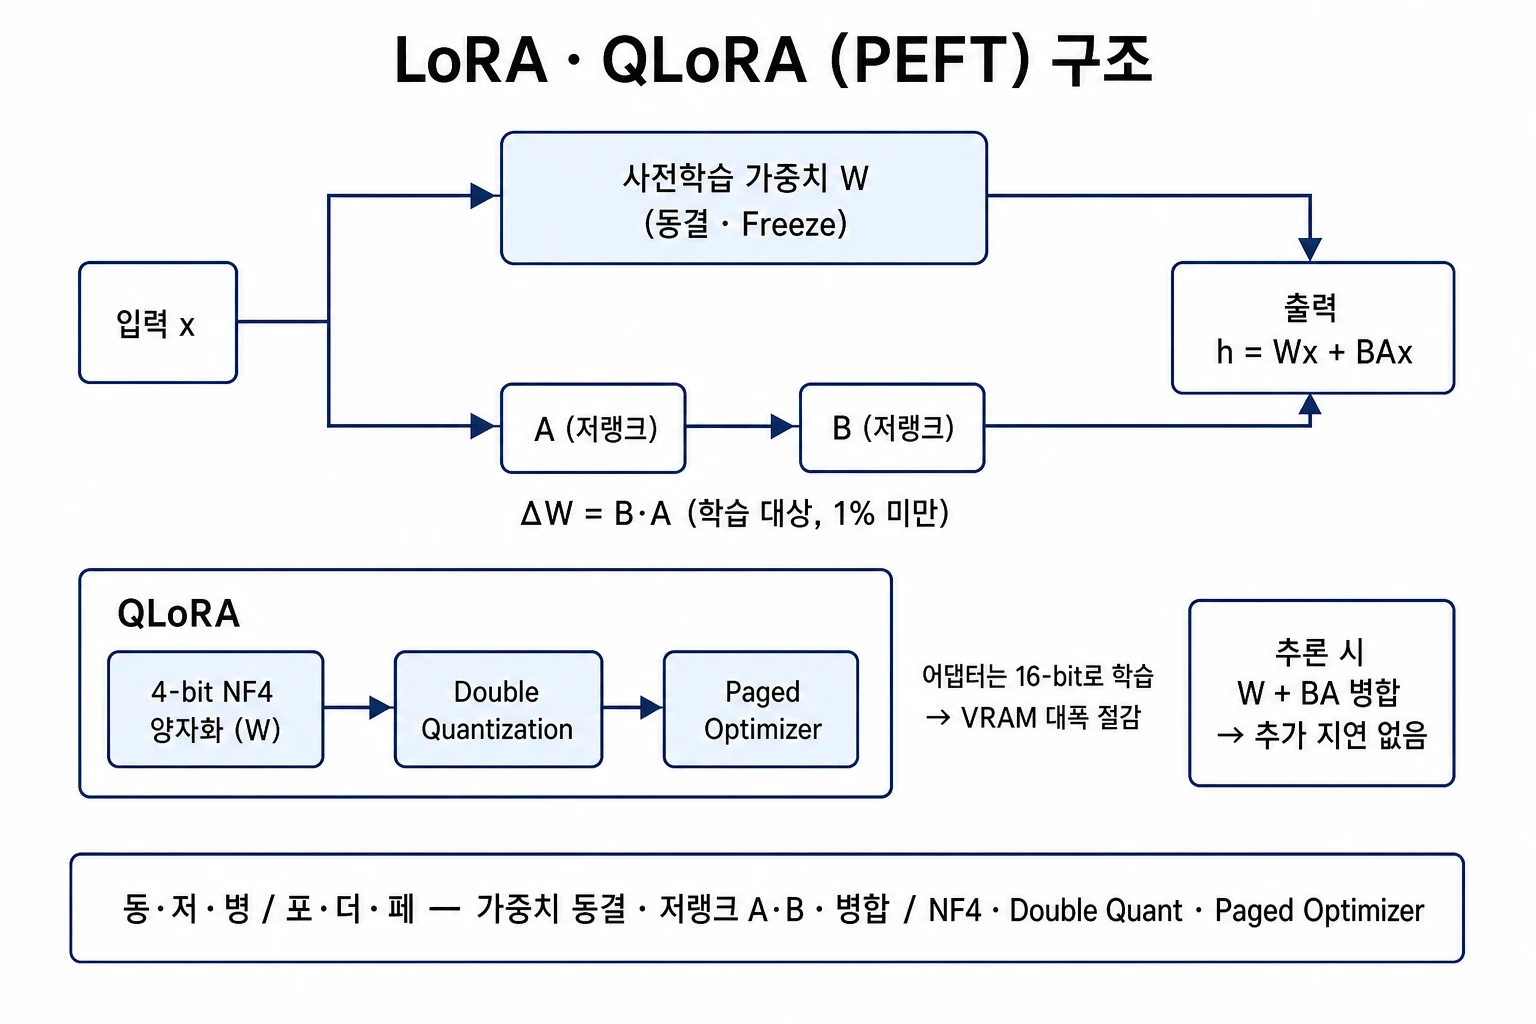 LoRA · QLoRA (PEFT) 구조
사전학습 가중치 W
(동결 · Freeze)
입력 x
출력
h = Wx + BAx
A (저랭크)
B (저랭크)
ΔW = B·A (학습 대상, 1% 미만)
QLoRA
4-bit NF4
양자화 (W)
Double
Quantization
Paged
Optimizer
어댑터는 16-bit로 학습
→ VRAM 대폭 절감
추론 시
W + BA 병합
→ 추가 지연 없음
동·저·병 / 포·더·페 — 가중치 동결 · 저랭크 A·B · 병합 / NF4 · Double Quant · Paged Optimizer